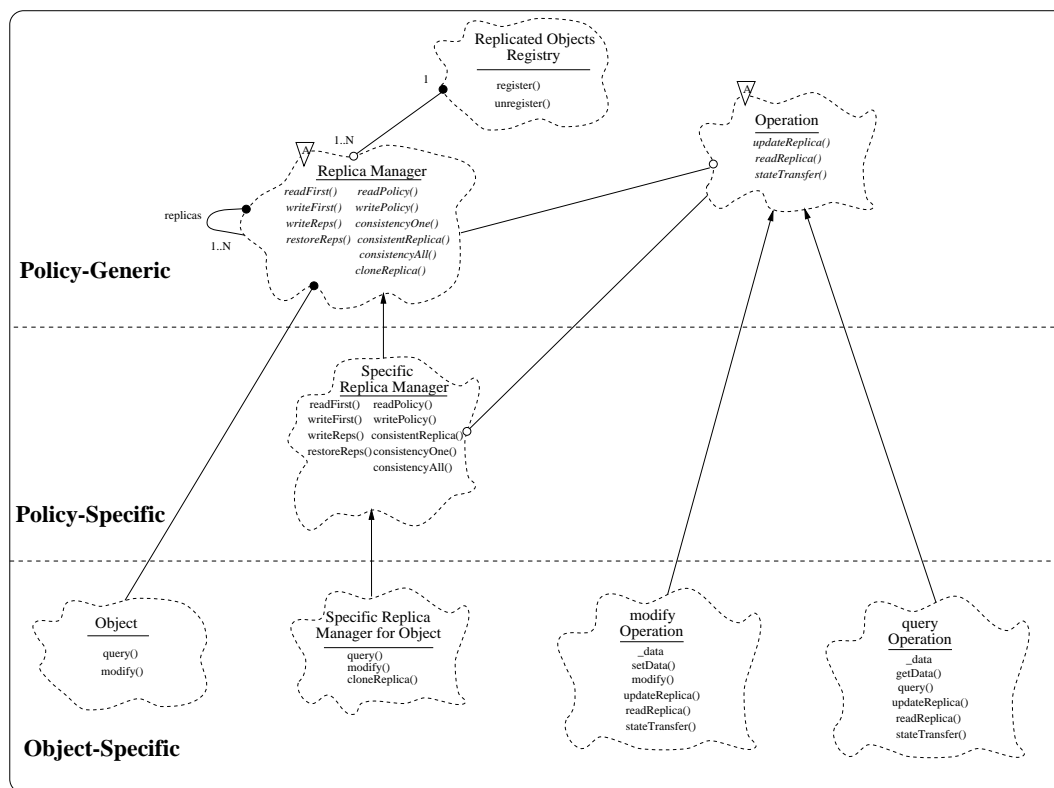 Replicated Objects
Registry
register()
unregister()
1
1..N
A
Operation
updateReplica()
readReplica()
stateTransfer()
A
Replica Manager
readFirst() readPolicy()
writeFirst() writePolicy()
writeReps() consistencyOne()
restoreReps() consistentReplica()
consistencyAll()
cloneReplica()
replicas
1..N
Policy-Generic
Specific
Replica Manager
readFirst() readPolicy()
writeFirst() writePolicy()
writeReps() consistentReplica()
restoreReps() consistencyOne()
consistencyAll()
Policy-Specific
Object
query()
modify()
Specific Replica
Manager for Object
query()
modify()
cloneReplica()
modify
Operation
_data
setData()
modify()
updateReplica()
readReplica()
stateTransfer()
query
Operation
_data
getData()
query()
updateReplica()
readReplica()
stateTransfer()
Object-Specific